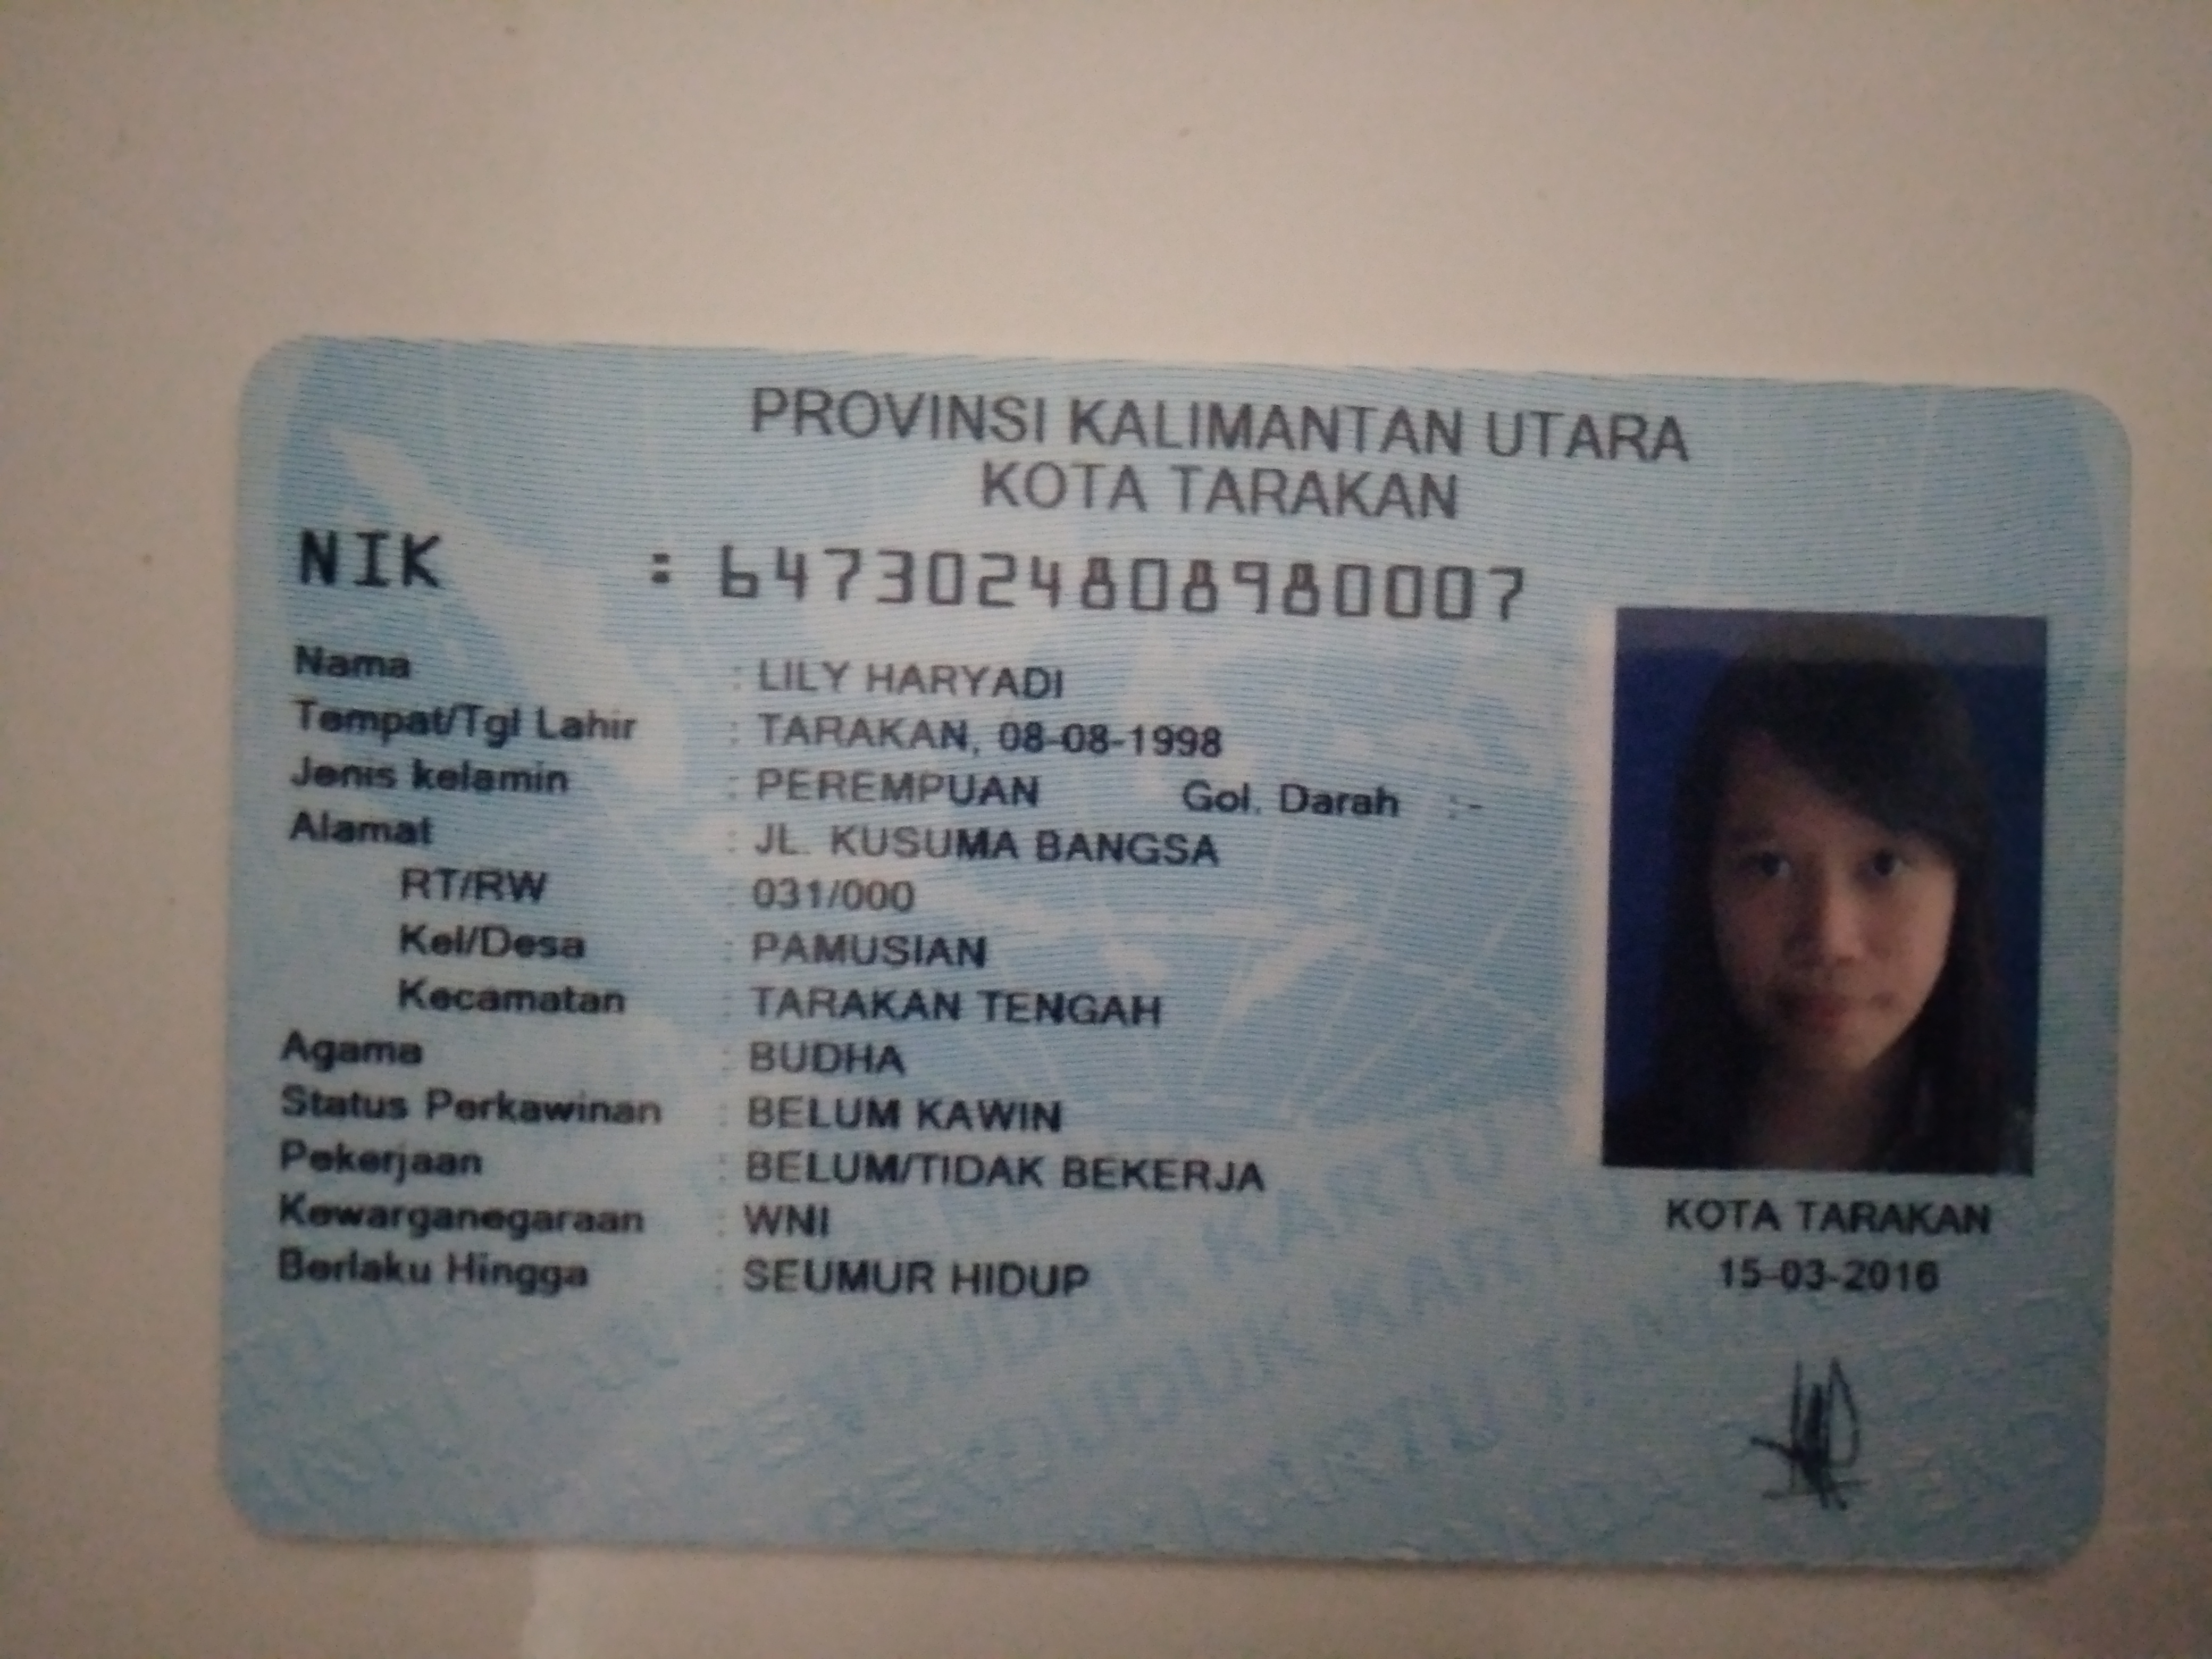 PROVINSI KALIMANTAN UTARA
KOTA TARAKAN
NIK : 6473024808980007
Nama : LILY HARYADI
Tempat/Tgl Lahir : TARAKAN, 08-08-1998
Jenis kelamin : PEREMPUAN Gol. Darah :-
Alamat : JL. KUSUMA BANGSA
RT/RW : 031/000
Kel/Desa : PAMUSIAN
Kecamatan : TARAKAN TENGAH
Agama : BUDHA
Status Perkawinan : BELUM KAWIN
Pekerjaan : BELUM/TIDAK BEKERJA
Kewarganegaraan : WNI
Berlaku Hingga : SEUMUR HIDUP
KOTA TARAKAN
15-03-2016